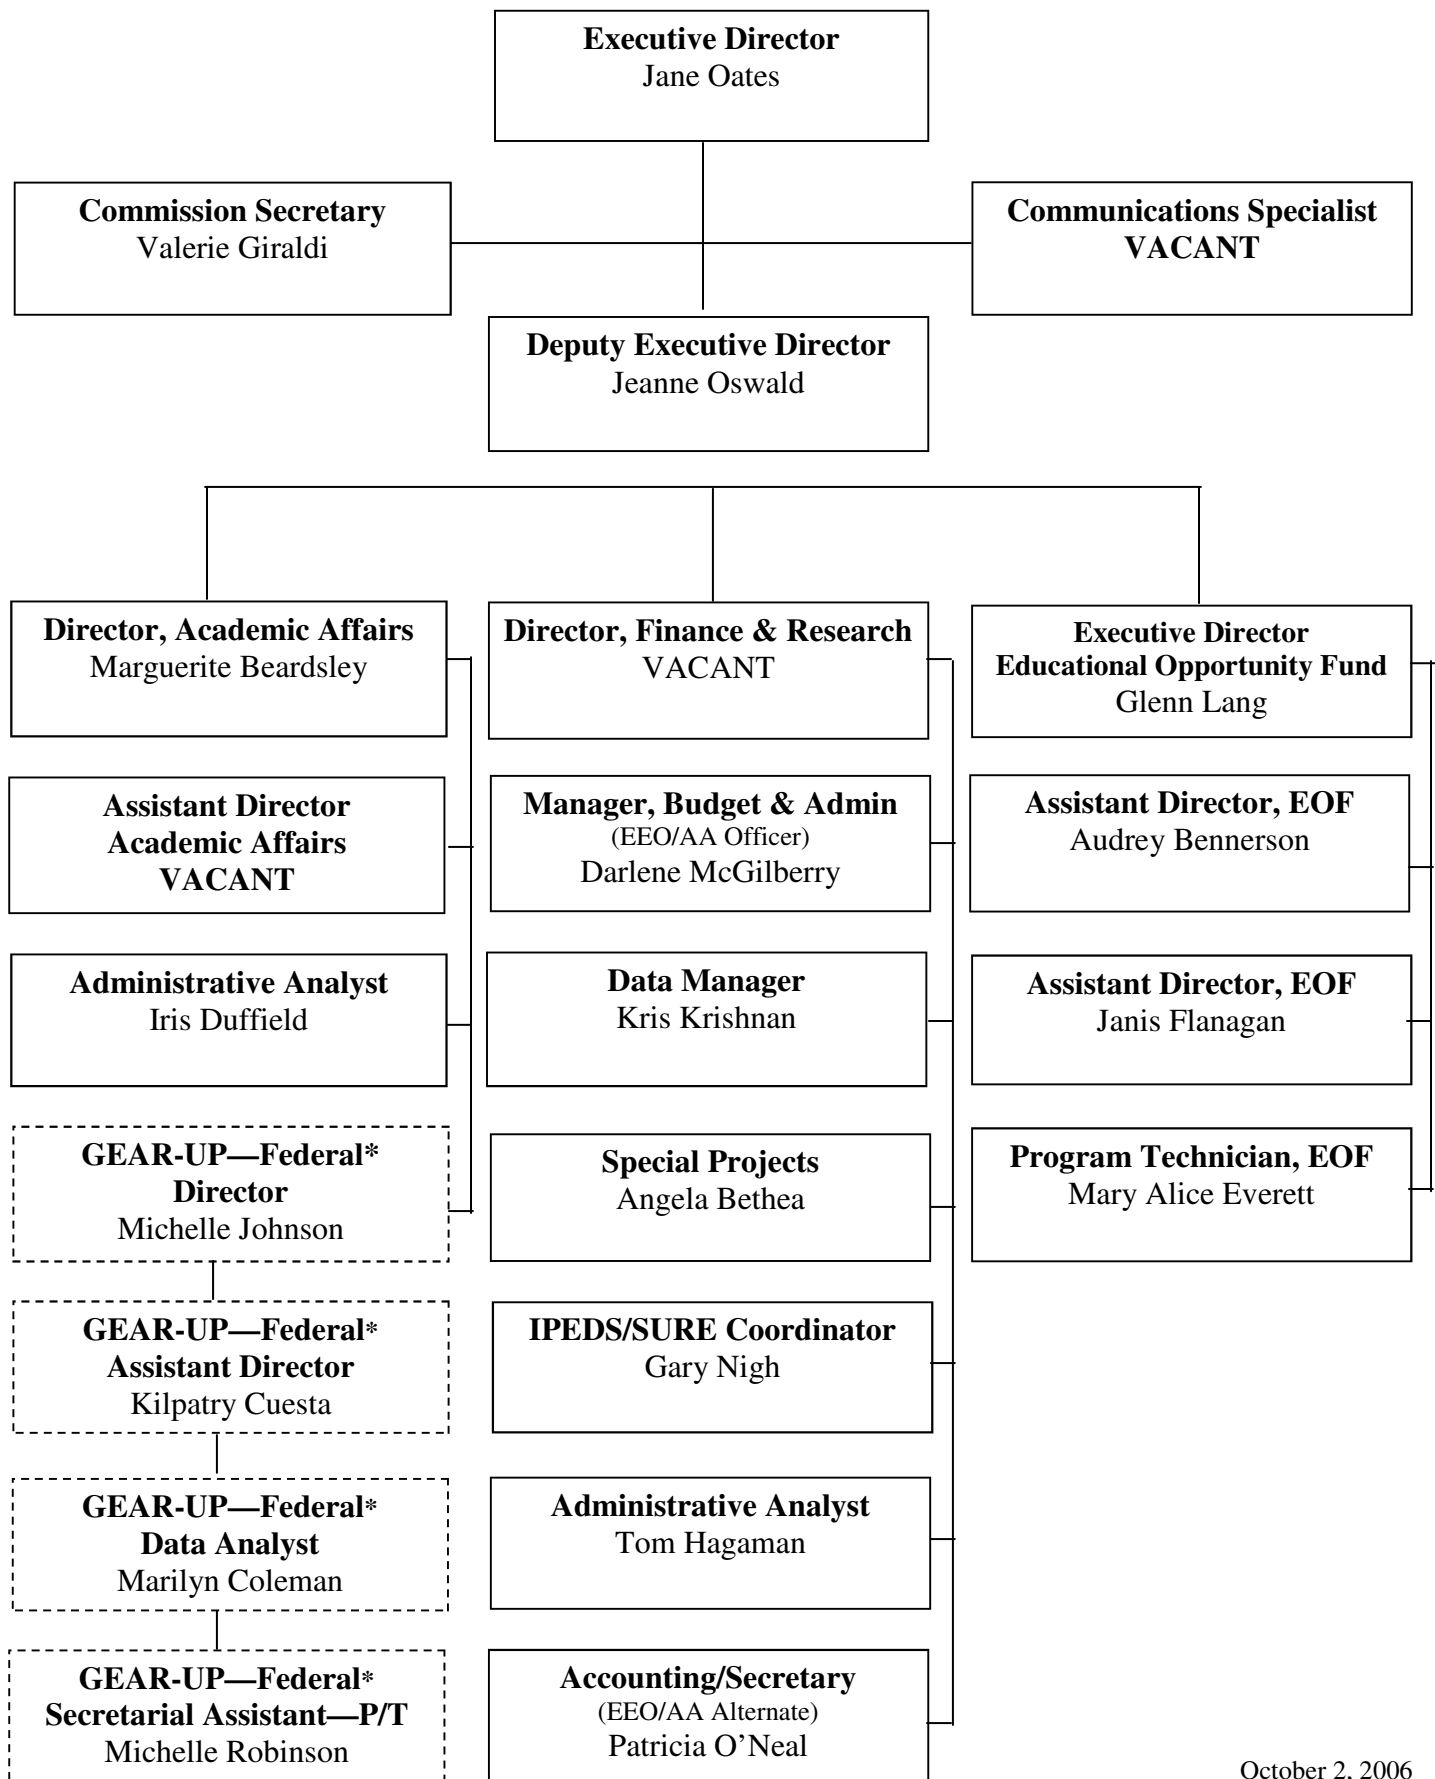 Executive Director
Jane Oates
Commission Secretary
Valerie Giraldi
Communications Specialist
VACANT
Deputy Executive Director
Jeanne Oswald
Director, Academic Affairs
Marguerite Beardsley
Director, Finance & Research
VACANT
Executive Director
Educational Opportunity Fund
Glenn Lang
Assistant Director
Academic Affairs
VACANT
Manager, Budget & Admin
(EEO/AA Officer)
Darlene McGilberry
Assistant Director, EOF
Audrey Bennerson
Administrative Analyst
Iris Duffield
Data Manager
Kris Krishnan
Assistant Director, EOF
Janis Flanagan
GEAR-UP—Federal*
Director
Michelle Johnson
Special Projects
Angela Bethea
Program Technician, EOF
Mary Alice Everett
GEAR-UP—Federal*
Assistant Director
Kilpatry Cuesta
IPEDS/SURE Coordinator
Gary Nigh
GEAR-UP—Federal*
Data Analyst
Marilyn Coleman
Administrative Analyst
Tom Hagaman
GEAR-UP—Federal*
Secretarial Assistant—P/T
Michelle Robinson
Accounting/Secretary
(EEO/AA Alternate)
Patricia O’Neal
October 2, 2006